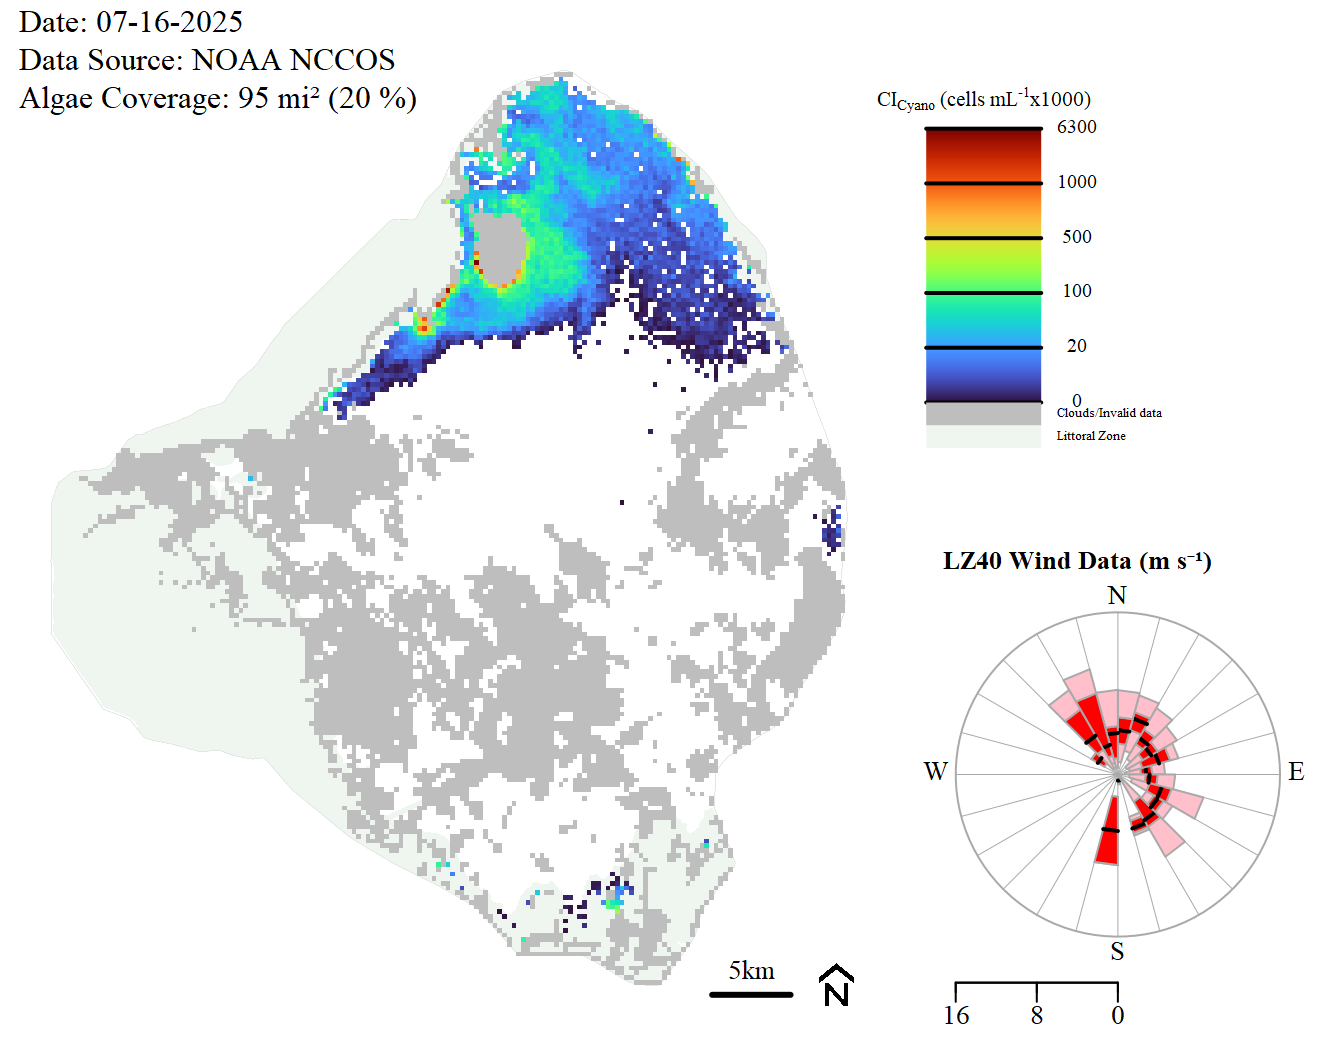 Date: 07-16-2025
Data Source: NOAA NCCOS
Algae Coverage: 95 mi² (20 %)
CI_Cyano (cells mL⁻¹x1000)
6300
1000
500
100
20
0
Clouds/Invalid data
Littoral Zone
LZ40 Wind Data (m s⁻¹)
N
W
E
S
5km
N
16 8 0